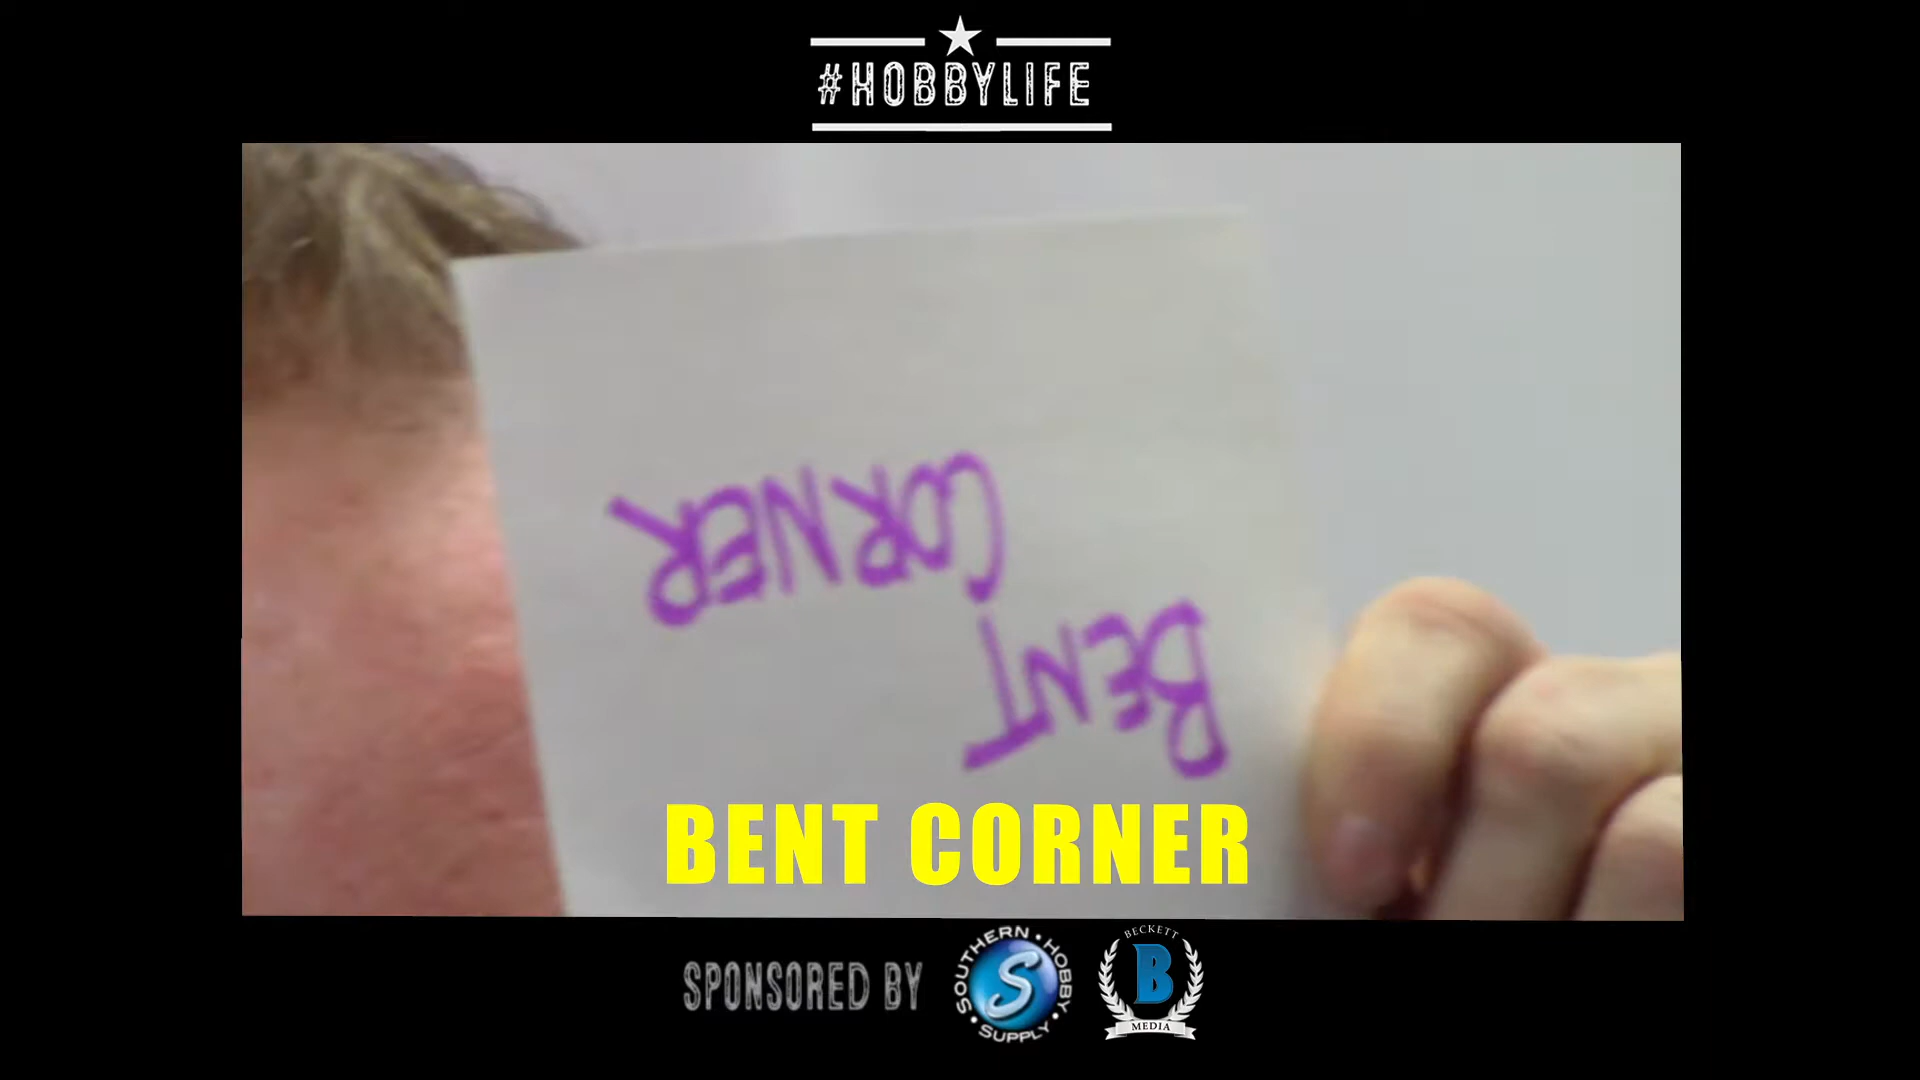 #HOBBYLIFE
BENT
CORNER
BENT CORNER
SPONSORED BY
SOUTHERN • HOBBY • SUPPLY •
S
BECKETT
B
MEDIA